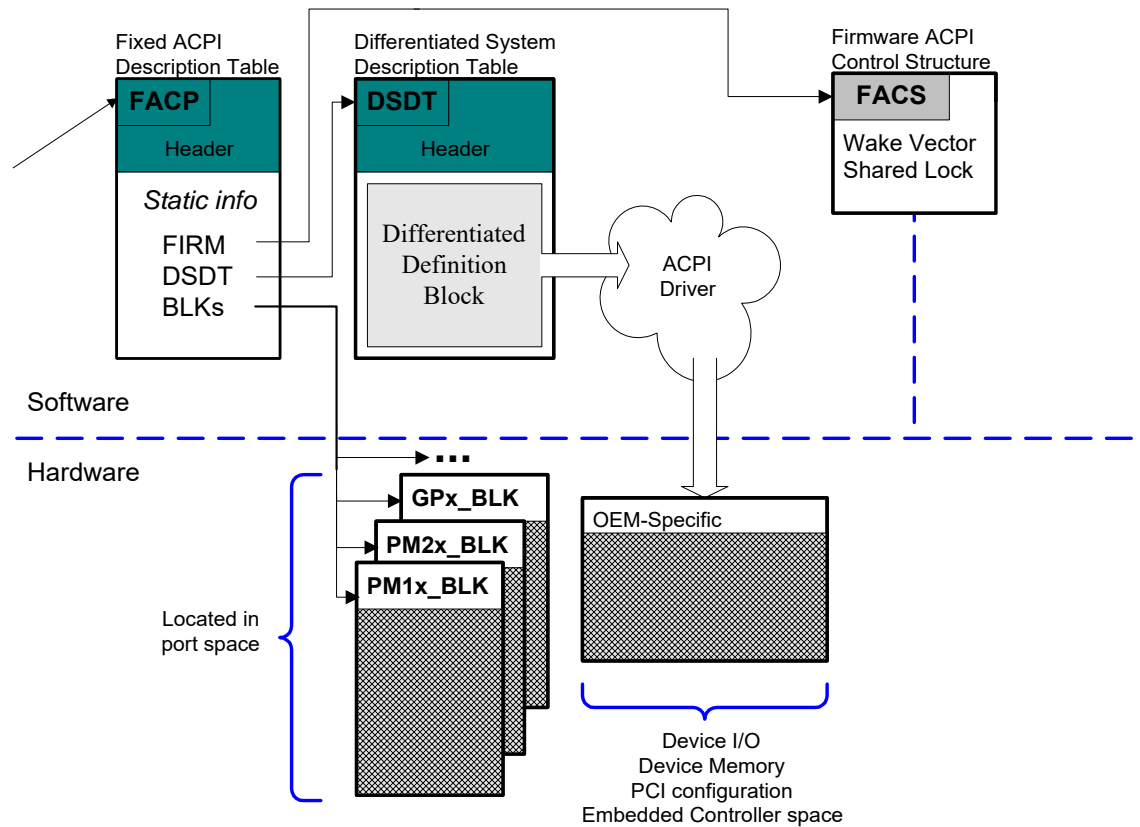 Fixed ACPI
Description Table
FACP
Header
Static info
FIRM
DSDT
BLKs
Differentiated System
Description Table
DSDT
Header
Differentiated
Definition
Block
ACPI
Driver
Firmware ACPI
Control Structure
FACS
Wake Vector
Shared Lock
Software
Hardware
...
GPx_BLK
PM2x_BLK
PM1x_BLK
Located in
port space
OEM-Specific
Device I/O
Device Memory
PCI configuration
Embedded Controller space